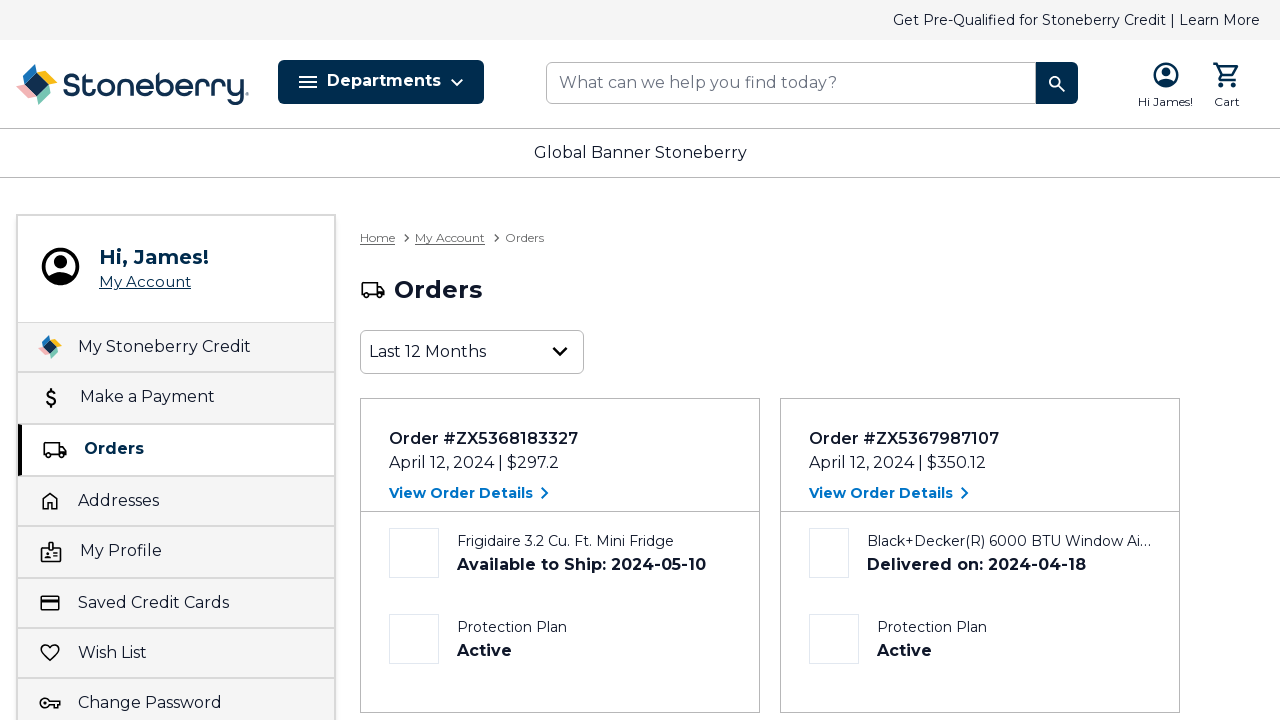 Get Pre-Qualified for Stoneberry Credit | Learn More
Stoneberry
Departments
What can we help you find today?
Hi James!
Cart
Global Banner Stoneberry
Hi, James!
My Account
My Stoneberry Credit
Make a Payment
Orders
Addresses
My Profile
Saved Credit Cards
Wish List
Change Password
Home
My Account
Orders
Orders
Last 12 Months
Order #ZX5368183327
April 12, 2024 | $297.2
View Order Details
Frigidaire 3.2 Cu. Ft. Mini Fridge
Available to Ship: 2024-05-10
Protection Plan
Active
Order #ZX5367987107
April 12, 2024 | $350.12
View Order Details
Black+Decker(R) 6000 BTU Window Ai...
Delivered on: 2024-04-18
Protection Plan
Active